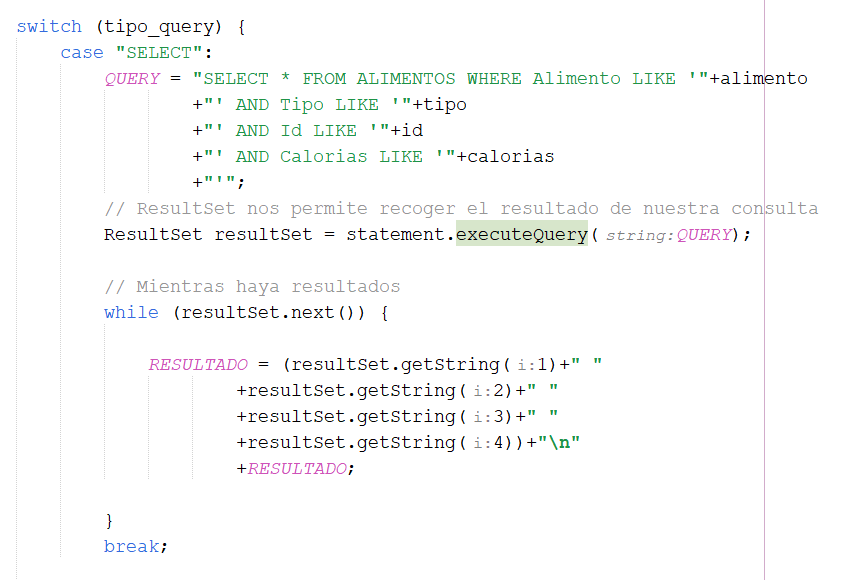 switch (tipo_query) {
case "SELECT":
QUERY = "SELECT * FROM ALIMENTOS WHERE Alimento LIKE '"+alimento
+"' AND Tipo LIKE '"+tipo
+"' AND Id LIKE '"+id
+"' AND Calorias LIKE '"+calorias
+"'";
// ResultSet nos permite recoger el resultado de nuestra consulta
ResultSet resultSet = statement.executeQuery( string:QUERY);
// Mientras haya resultados
while (resultSet.next()) {
RESULTADO = (resultSet.getString( i:1)+" "
+resultSet.getString( i:2)+" "
+resultSet.getString( i:3)+" "
+resultSet.getString( i:4))+"\n"
+RESULTADO;
}
break;